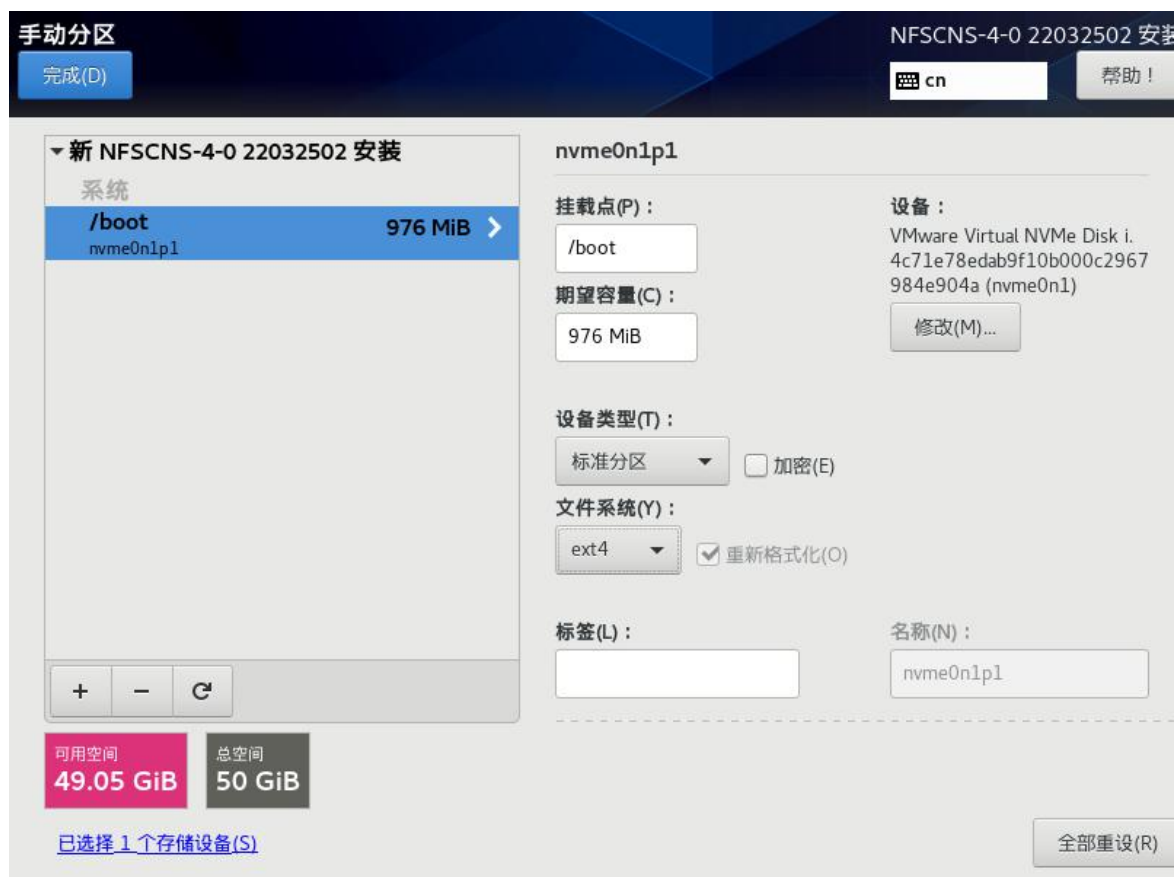 手动分区
NFSCNS-4-0 22032502 安装
完成(D)
cn
帮助！
新 NFSCNS-4-0 22032502 安装
系统
/boot
976 MiB
nvme0n1p1
nvme0n1p1
挂载点(P)：
/boot
期望容量(C)：
976 MiB
设备：
VMware Virtual NVMe Disk i.
4c71e78edab9f10b000c2967
984e904a (nvme0n1)
修改(M)...
设备类型(T)：
标准分区
加密(E)
文件系统(Y)：
ext4
重新格式化(O)
标签(L)：
名称(N)：
nvme0n1p1
可用空间
49.05 GiB
总空间
50 GiB
已选择 1 个存储设备(S)
全部重设(R)